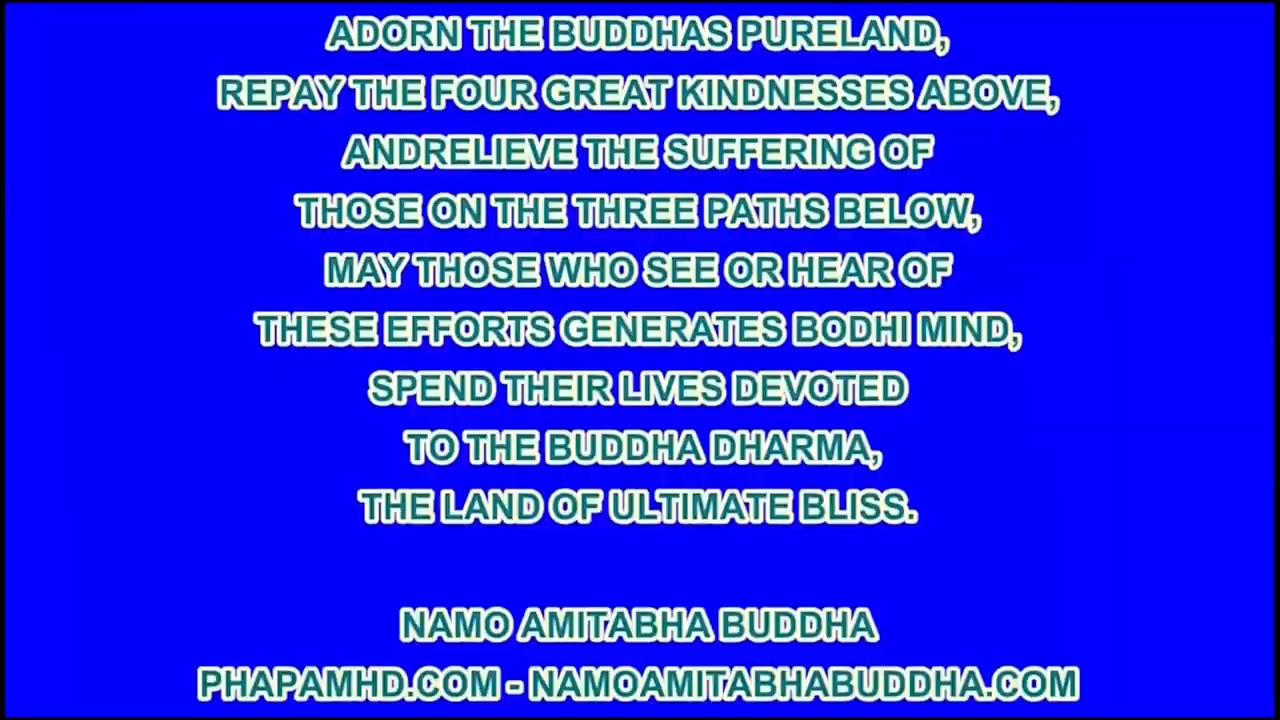 ADORN THE BUDDHAS PURELAND,
REPAY THE FOUR GREAT KINDNESSES ABOVE,
ANDRELIEVE THE SUFFERING OF
THOSE ON THE THREE PATHS BELOW,
MAY THOSE WHO SEE OR HEAR OF
THESE EFFORTS GENERATES BODHI MIND,
SPEND THEIR LIVES DEVOTED
TO THE BUDDHA DHARMA,
THE LAND OF ULTIMATE BLISS.
NAMO AMITABHA BUDDHA
PHAPAMHD.COM - NAMOAMITABHABUDDHA.COM